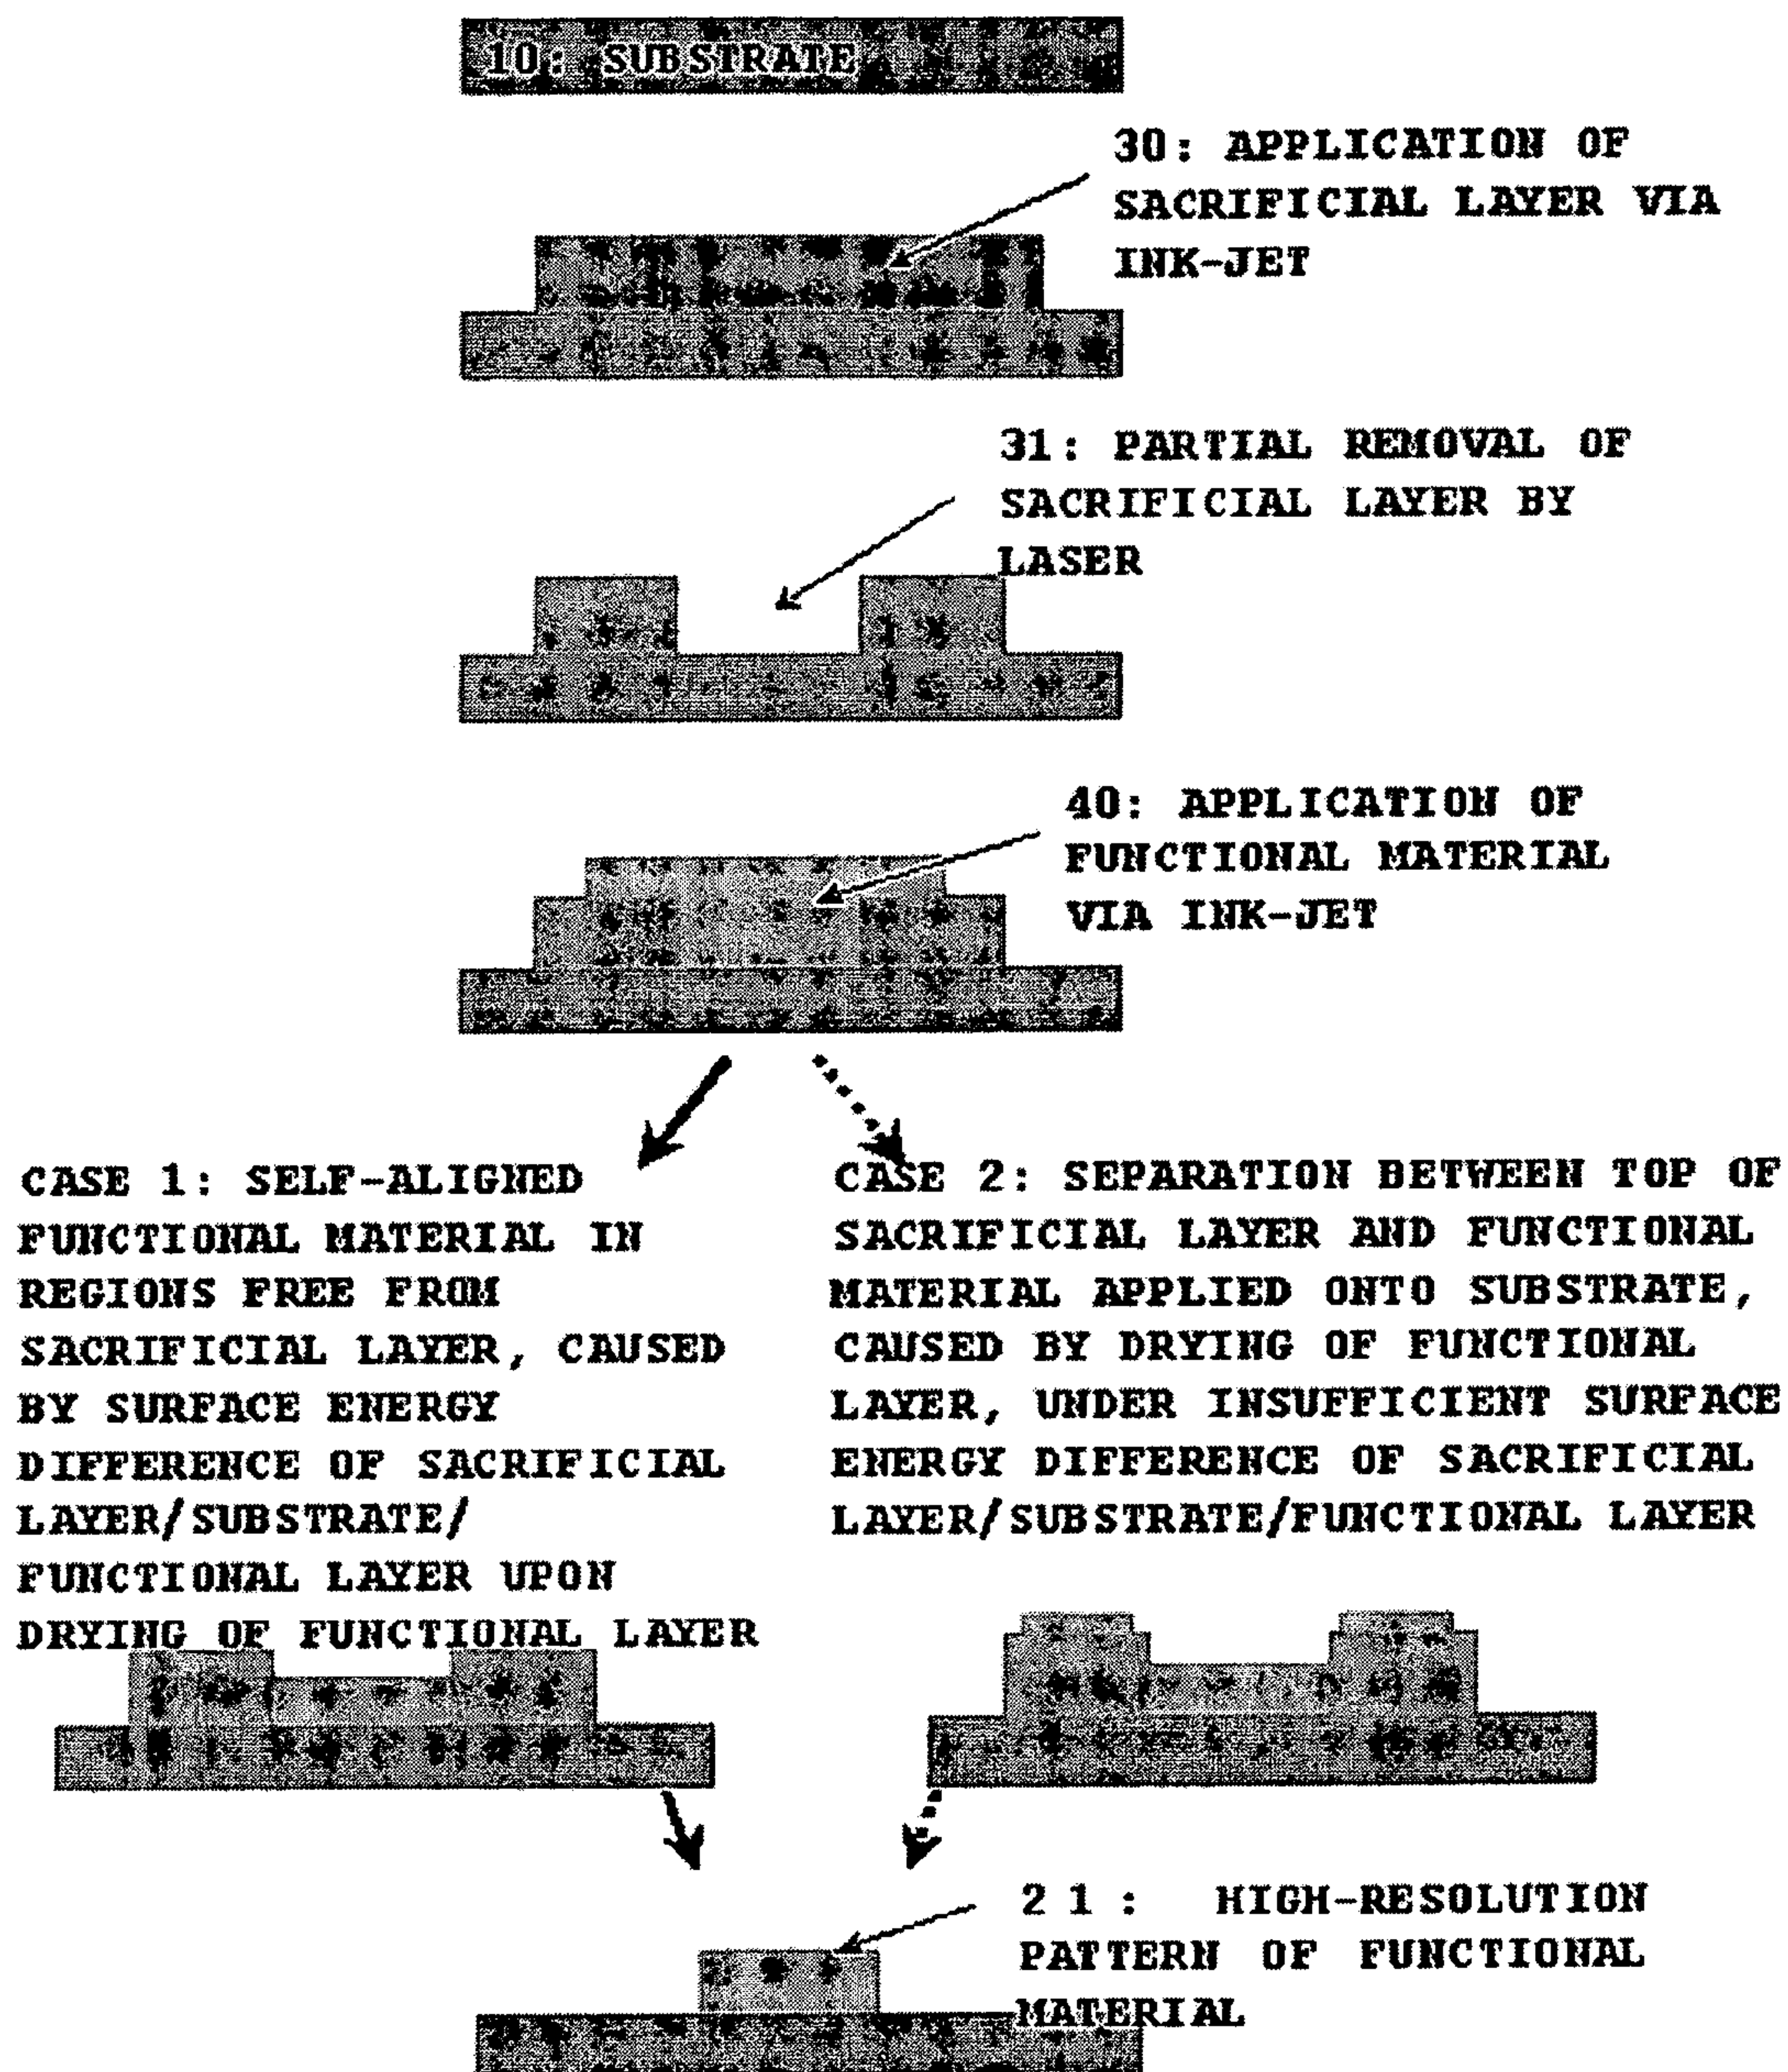 10: SUBSTRATE
30: APPLICATION OF
SACRIFICIAL LAYER VIA
INK-JET
31: PARTIAL REMOVAL OF
SACRIFICIAL LAYER BY
LASER
40: APPLICATION OF
FUNCTIONAL MATERIAL
VIA INK-JET
CASE 1: SELF-ALIGNED
FUNCTIONAL MATERIAL IN
REGIONS FREE FROM
SACRIFICIAL LAYER, CAUSED
BY SURFACE ENERGY
DIFFERENCE OF SACRIFICIAL
LAYER/SUBSTRATE/
FUNCTIONAL LAYER UPON
DRYING OF FUNCTIONAL LAYER
CASE 2: SEPARATION BETWEEN TOP OF
SACRIFICIAL LAYER AND FUNCTIONAL
MATERIAL APPLIED ONTO SUBSTRATE,
CAUSED BY DRYING OF FUNCTIONAL
LAYER, UNDER INSUFFICIENT SURFACE
ENERGY DIFFERENCE OF SACRIFICIAL
LAYER/SUBSTRATE/FUNCTIONAL LAYER
21: HIGH-RESOLUTION
PATTERN OF FUNCTIONAL
MATERIAL